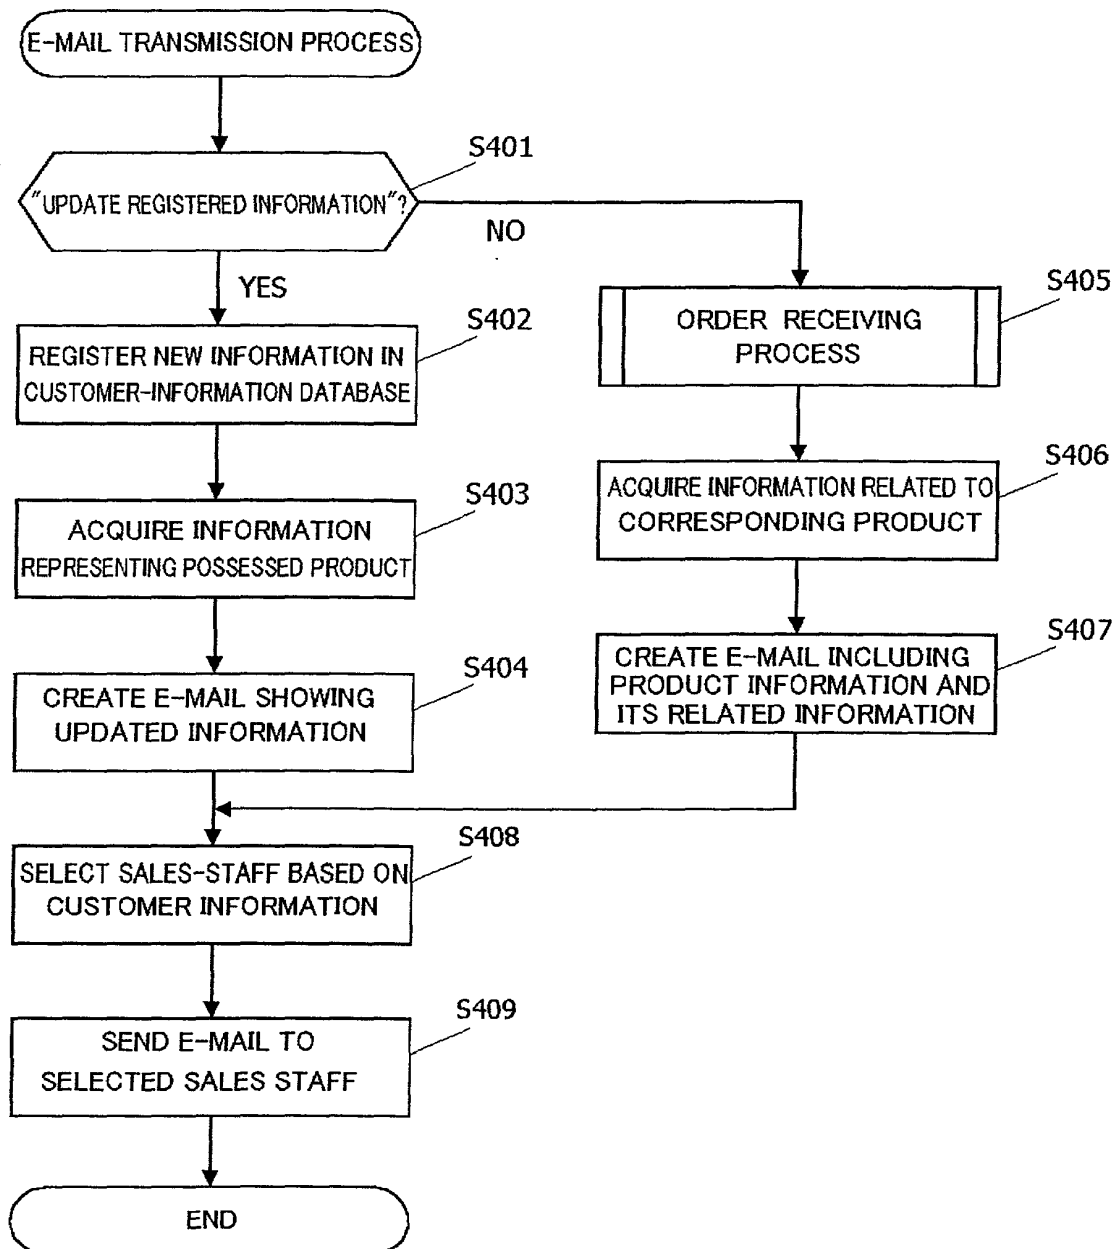 E-MAIL TRANSMISSION PROCESS
S401
"UPDATE REGISTERED INFORMATION"?
NO
YES
S402
REGISTER NEW INFORMATION IN
CUSTOMER-INFORMATION DATABASE
S403
ACQUIRE INFORMATION
REPRESENTING POSSESSED PRODUCT
S404
CREATE E-MAIL SHOWING
UPDATED INFORMATION
S405
ORDER RECEIVING
PROCESS
S406
ACQUIRE INFORMATION RELATED TO
CORRESPONDING PRODUCT
S407
CREATE E-MAIL INCLUDING
PRODUCT INFORMATION AND
ITS RELATED INFORMATION
S408
SELECT SALES-STAFF BASED ON
CUSTOMER INFORMATION
S409
SEND E-MAIL TO
SELECTED SALES STAFF
END